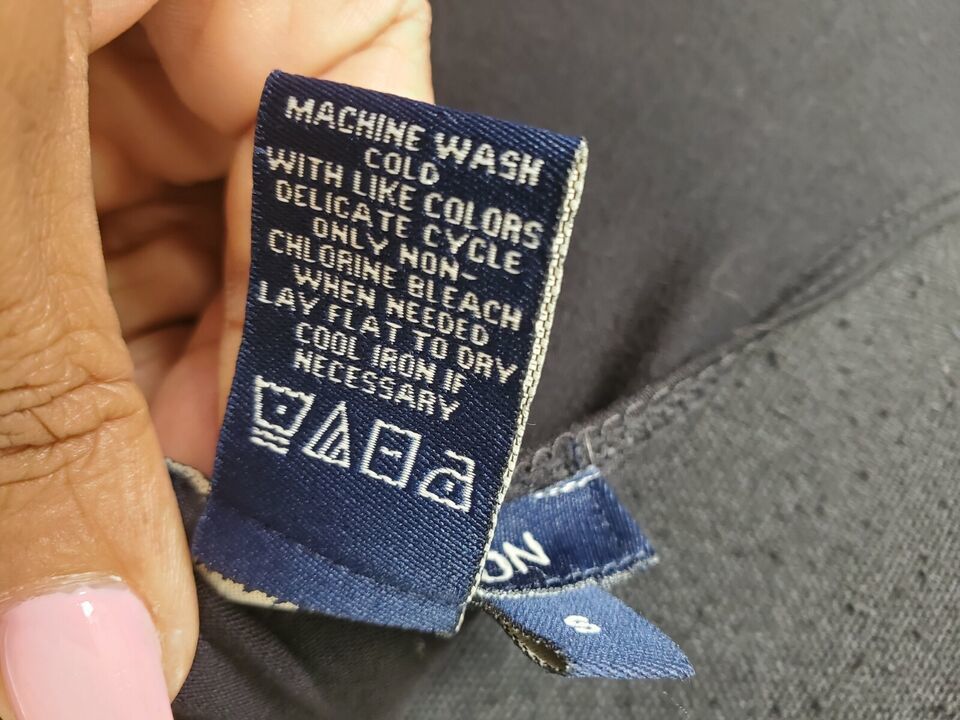 MACHINE WASH
COLD
WITH LIKE COLORS
DELICATE CYCLE
ONLY NON-
CHLORINE BLEACH
WHEN NEEDED
LAY FLAT TO DRY
COOL IRON IF
NECESSARY
ON
S